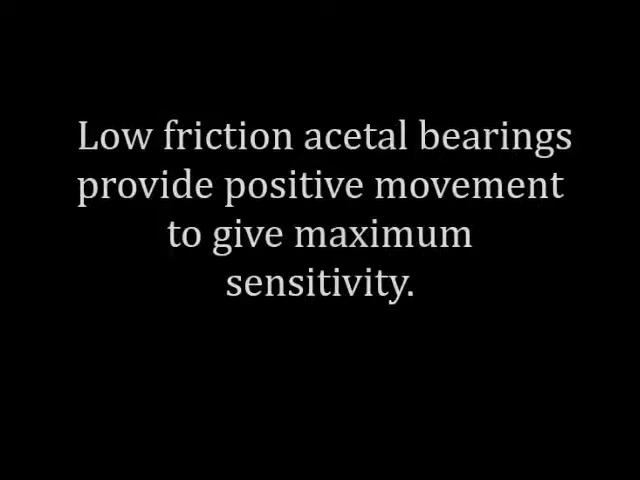 Low friction acetal bearings
provide positive movement
to give maximum
sensitivity.